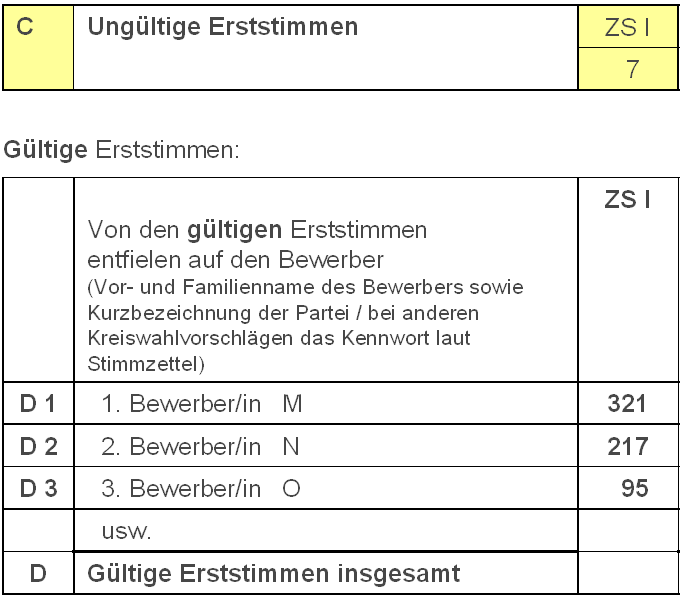 C Ungültige Erststimmen ZS I
7
Gültige Erststimmen:
ZS I
Von den gültigen Erststimmen
entfielen auf den Bewerber
(Vor- und Familienname des Bewerbers sowie
Kurzbezeichnung der Partei / bei anderen
Kreiswahlvorschlägen das Kennwort laut
Stimmzettel)
D 1 1. Bewerber/in M 321
D 2 2. Bewerber/in N 217
D 3 3. Bewerber/in O 95
usw.
D Gültige Erststimmen insgesamt